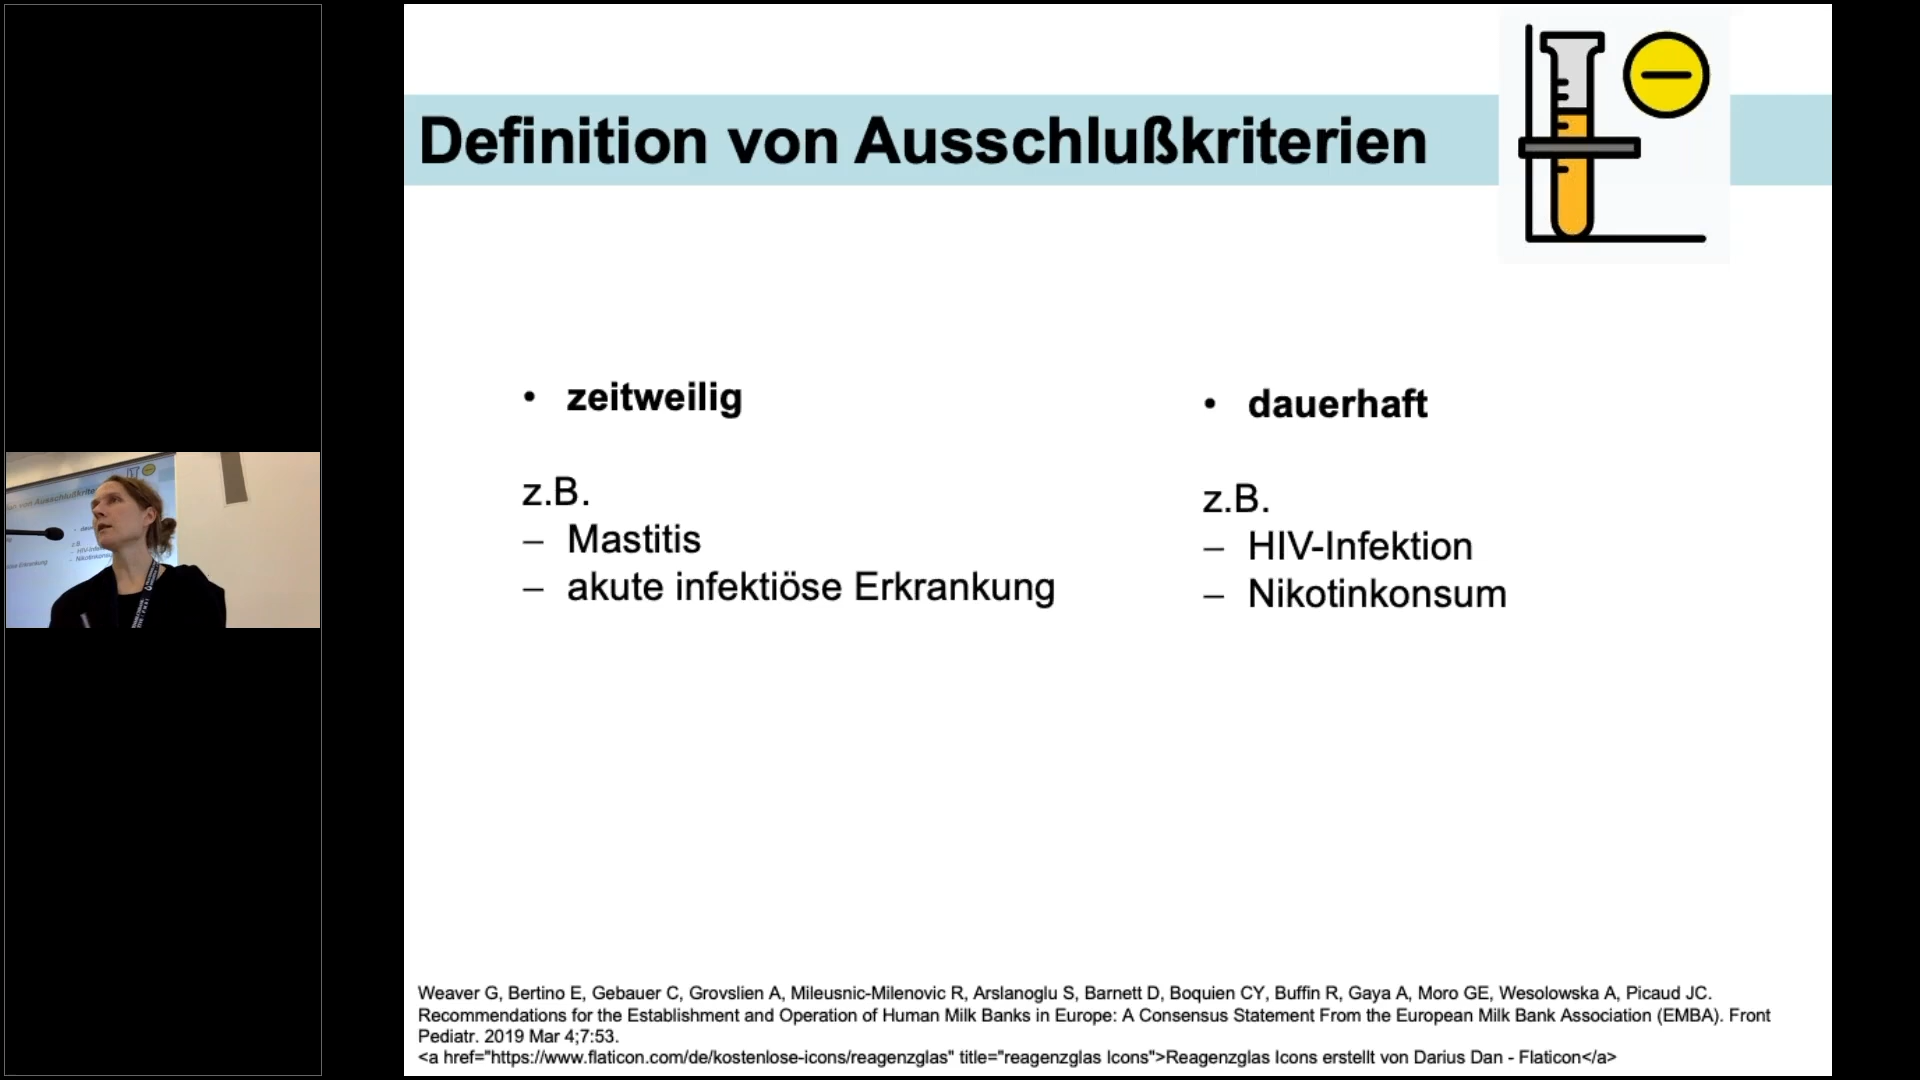 Definition von Ausschlußkriterien
• zeitweilig
z.B.
– Mastitis
– akute infektiöse Erkrankung
• dauerhaft
z.B.
– HIV-Infektion
– Nikotinkonsum
Weaver G, Bertino E, Gebauer C, Grovslien A, Mileusnic-Milenovic R, Arslanoglu S, Barnett D, Boquien CY, Buffin R, Gaya A, Moro GE, Wesolowska A, Picaud JC.
Recommendations for the Establishment and Operation of Human Milk Banks in Europe: A Consensus Statement From the European Milk Bank Association (EMBA). Front
Pediatr. 2019 Mar 4;7:53.
<a href="https://www.flaticon.com/de/kostenlose-icons/reagenzglas" title="reagenzglas Icons">Reagenzglas Icons erstellt von Darius Dan - Flaticon</a>